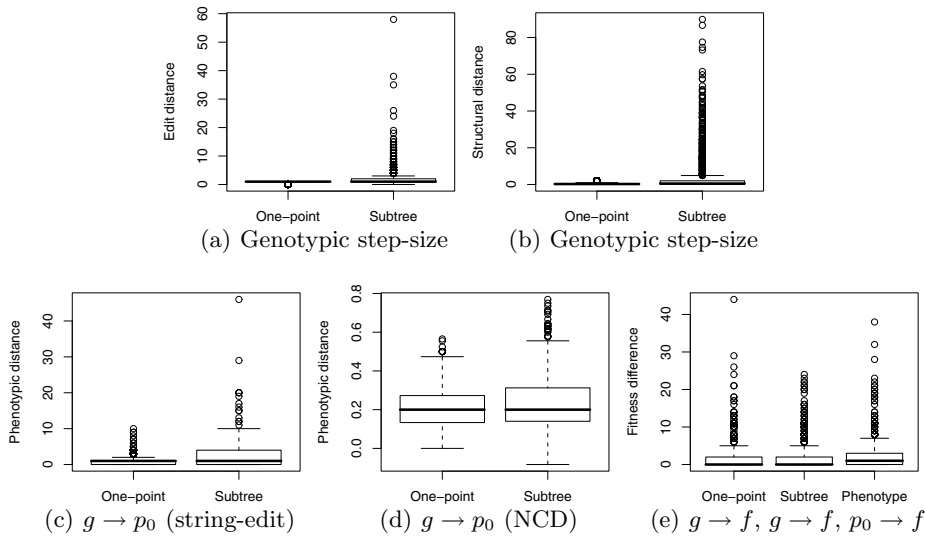 Edit distance
0 10 20 30 40 50 60
One−point Subtree
(a) Genotypic step-size
Structural distance
0 20 40 60 80
One−point Subtree
(b) Genotypic step-size
Phenotypic distance
0 10 20 30 40
One−point Subtree
(c) g → p₀ (string-edit)
Phenotypic distance
0.0 0.2 0.4 0.6 0.8
One−point Subtree
(d) g → p₀ (NCD)
Fitness difference
0 10 20 30 40
One−point Subtree Phenotype
(e) g → f, g → f, p₀ → f